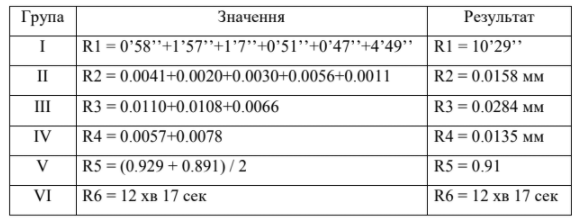 Група Значення Результат
I R1 = 0’58’’+1’57’’+1’7’’+0’51’’+0’47’’+4’49’’ R1 = 10’29’’
II R2 = 0.0041+0.0020+0.0030+0.0056+0.0011 R2 = 0.0158 мм
III R3 = 0.0110+0.0108+0.0066 R3 = 0.0284 мм
IV R4 = 0.0057+0.0078 R4 = 0.0135 мм
V R5 = (0.929 + 0.891) / 2 R5 = 0.91
VI R6 = 12 хв 17 сек R6 = 12 хв 17 сек